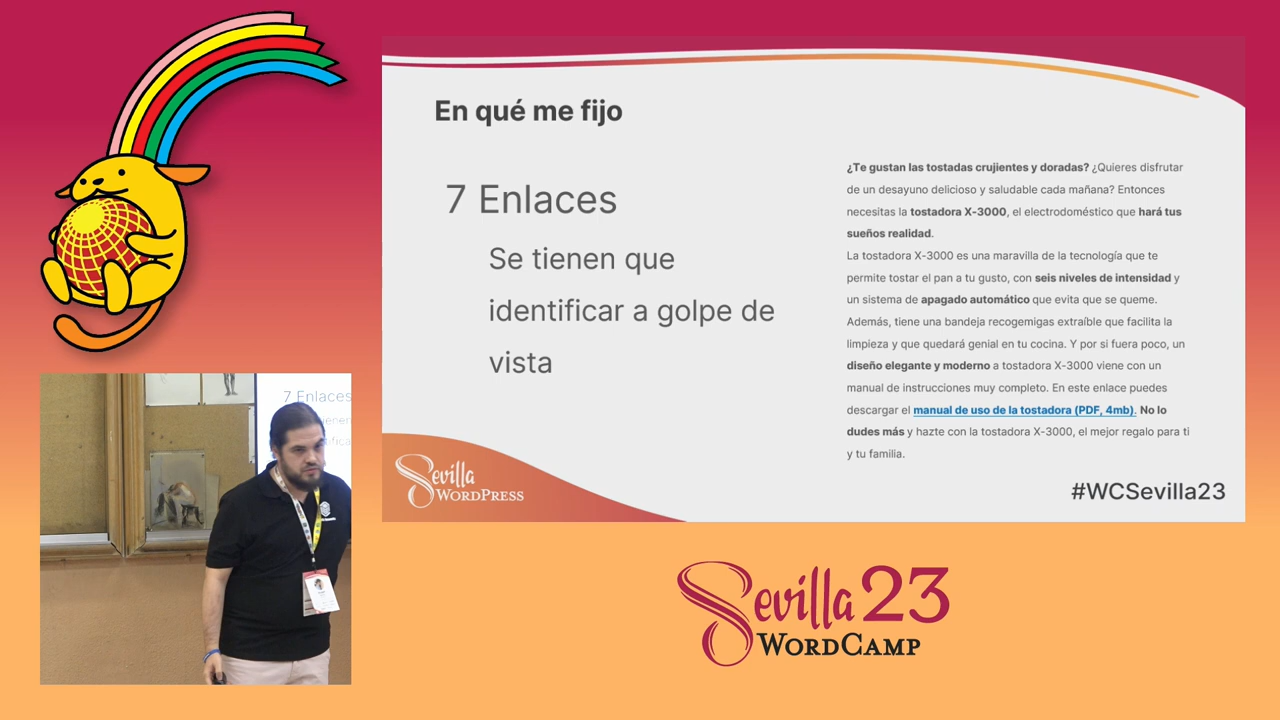 En qué me fijo
7 Enlaces
Se tienen que
identificar a golpe de
vista
¿Te gustan las tostadas crujientes y doradas? ¿Quieres disfrutar
de un desayuno delicioso y saludable cada mañana? Entonces
necesitas la tostadora X-3000, el electrodoméstico que hará tus
sueños realidad.
La tostadora X-3000 es una maravilla de la tecnología que te
permite tostar el pan a tu gusto, con seis niveles de intensidad y
un sistema de apagado automático que evita que se queme.
Además, tiene una bandeja recogemigas extraíble que facilita la
limpieza y que quedará genial en tu cocina. Y por si fuera poco, un
diseño elegante y moderno a tostadora X-3000 viene con un
manual de instrucciones muy completo. En este enlace puedes
descargar el manual de uso de la tostadora (PDF, 4mb). No lo
dudes más y hazte con la tostadora X-3000, el mejor regalo para ti
y tu familia.
Sevilla
WORDPRESS
#WCSevilla23
7 Enlaces
Sevilla 23
WORDCAMP